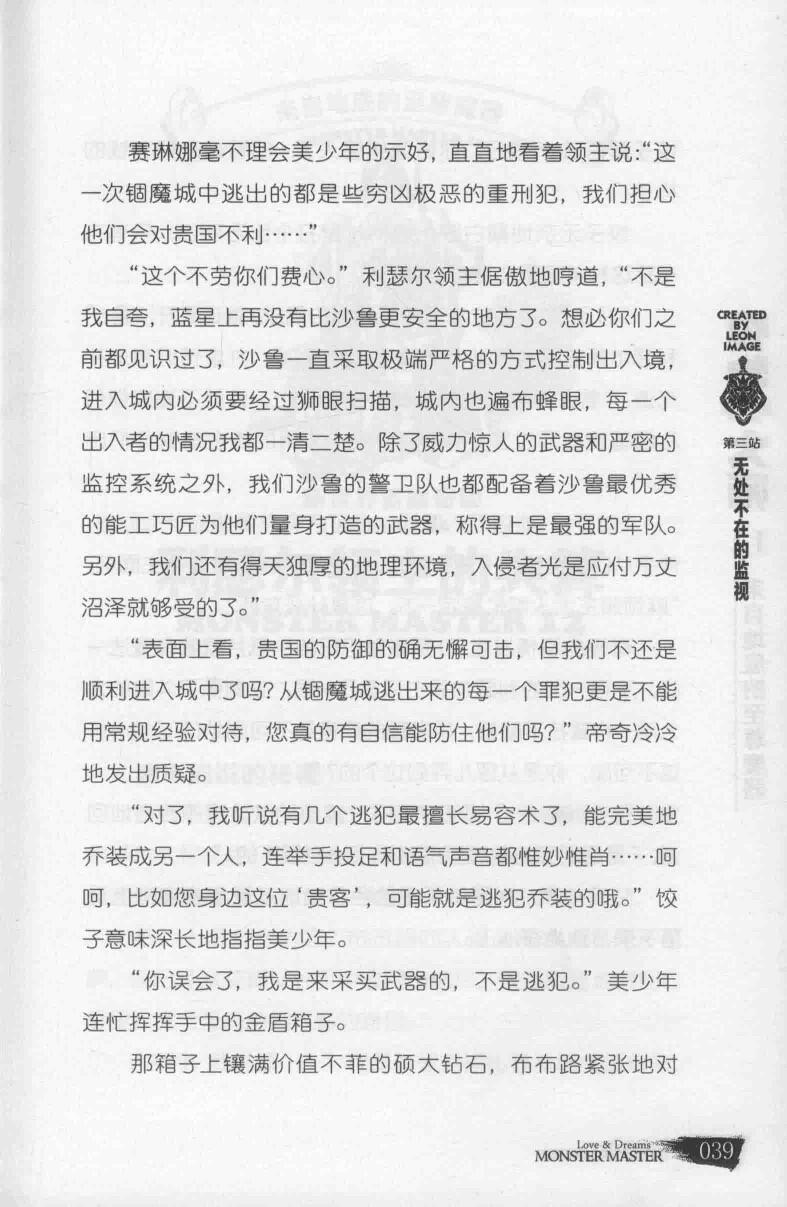 赛琳娜毫不理会美少年的示好，直直地看着领主说：“这
一次锢魔城中逃出的都是些穷凶极恶的重刑犯，我们担心
他们会对贵国不利……”
“这个不劳你们费心。”利瑟尔领主倨傲地哼道，“不是
我自夸，蓝星上再没有比沙鲁更安全的地方了。想必你们之
前都见识过了，沙鲁一直采取极端严格的方式控制出入境，
进入城内必须要经过狮眼扫描，城内也遍布蜂眼，每一个
出入者的情况我都一清二楚。除了威力惊人的武器和严密的
监控系统之外，我们沙鲁的警卫队也都配备着沙鲁最优秀
的能工巧匠为他们量身打造的武器，称得上是最强的军队。
另外，我们还有得天独厚的地理环境，入侵者光是应付万丈
沼泽就够受的了。”
“表面上看，贵国的防御的确无懈可击，但我们不还是
顺利进入城中了吗？从锢魔城逃出来的每一个罪犯更是不能
用常规经验对待，您真的有自信能防住他们吗？”帝奇冷冷
地发出质疑。
“对了，我听说有几个逃犯最擅长易容术了，能完美地
乔装成另一个人，连举手投足和语气声音都惟妙惟肖……呵
呵，比如您身边这位‘贵客’，可能就是逃犯乔装的哦。”饺
子意味深长地指指美少年。
“你误会了，我是来采买武器的，不是逃犯。”美少年
连忙挥挥手中的金盾箱子。
那箱子上镶满价值不菲的硕大钻石，布布路紧张地对
CREATED
BY
LEON
IMAGE
第三站
无处不在的监视
Love & Dreams
MONSTER MASTER
039